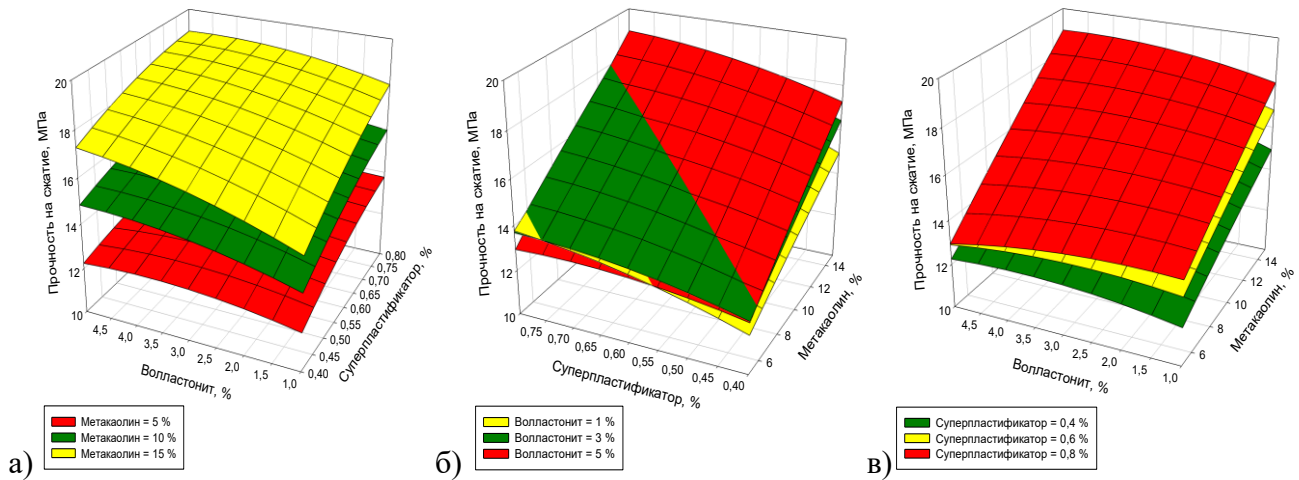 Прочность на сжатие, МПа
20
18
16
14
12
10
4,5
4,0
3,5
3,0
2,5
2,0
1,5
1,0
Волластонит, %
0,80
0,75
0,70
0,65
0,60
0,55
0,50
0,45
0,40
Суперпластификатор, %
Метакаолин = 5 %
Метакаолин = 10 %
Метакаолин = 15 %
а)
Прочность на сжатие, МПа
20
18
16
14
12
10
0,75
0,70
0,65
0,60
0,55
0,50
0,45
0,40
Суперпластификатор, %
14
12
10
8
6
Метакаолин, %
Волластонит = 1 %
Волластонит = 3 %
Волластонит = 5 %
б)
Прочность на сжатие, МПа
20
18
16
14
12
10
4,5
4,0
3,5
3,0
2,5
2,0
1,5
1,0
Волластонит, %
14
12
10
8
6
Метакаолин, %
Суперпластификатор = 0,4 %
Суперпластификатор = 0,6 %
Суперпластификатор = 0,8 %
в)